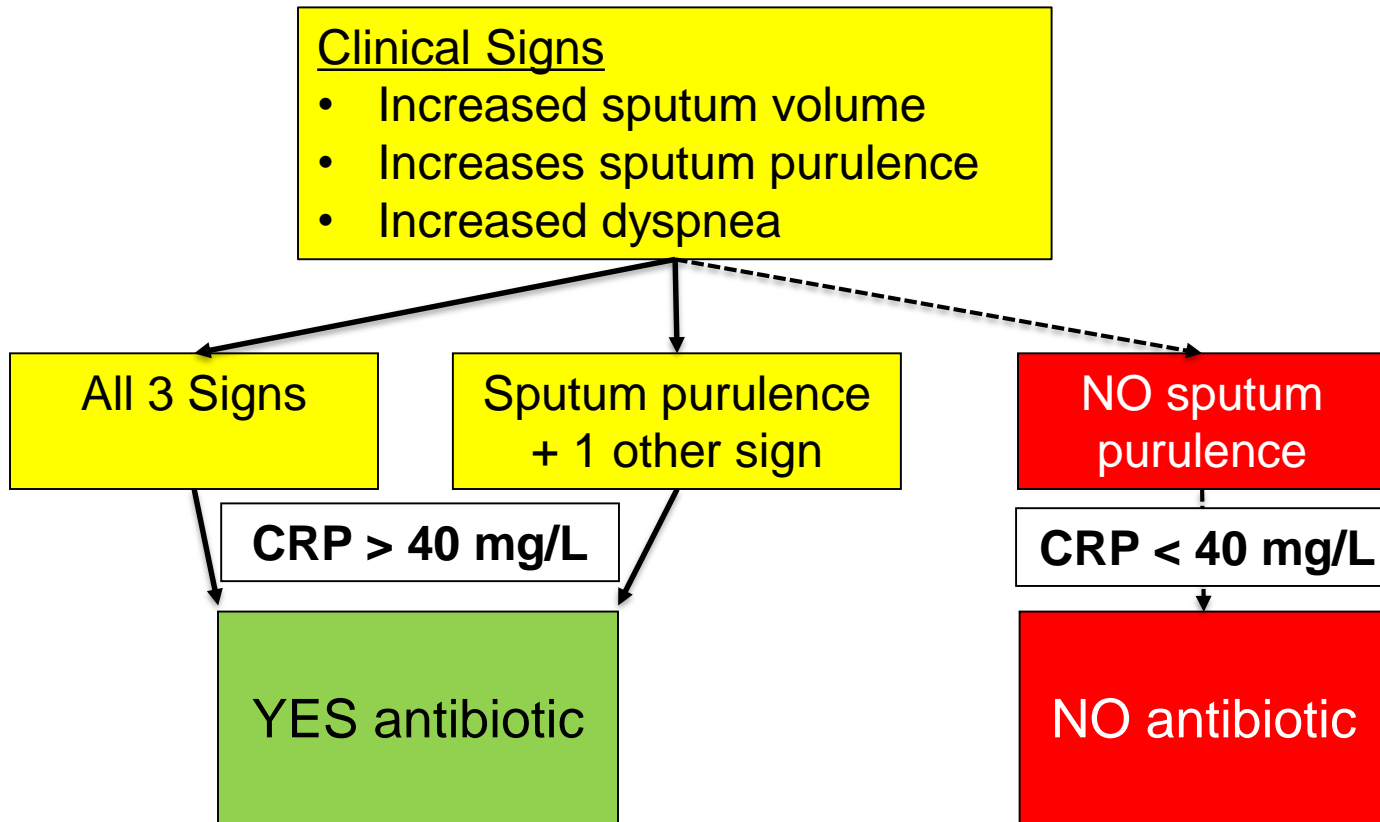 Clinical Signs
• Increased sputum volume
• Increases sputum purulence
• Increased dyspnea
All 3 Signs
Sputum purulence
+ 1 other sign
NO sputum
purulence
CRP > 40 mg/L
CRP < 40 mg/L
YES antibiotic
NO antibiotic